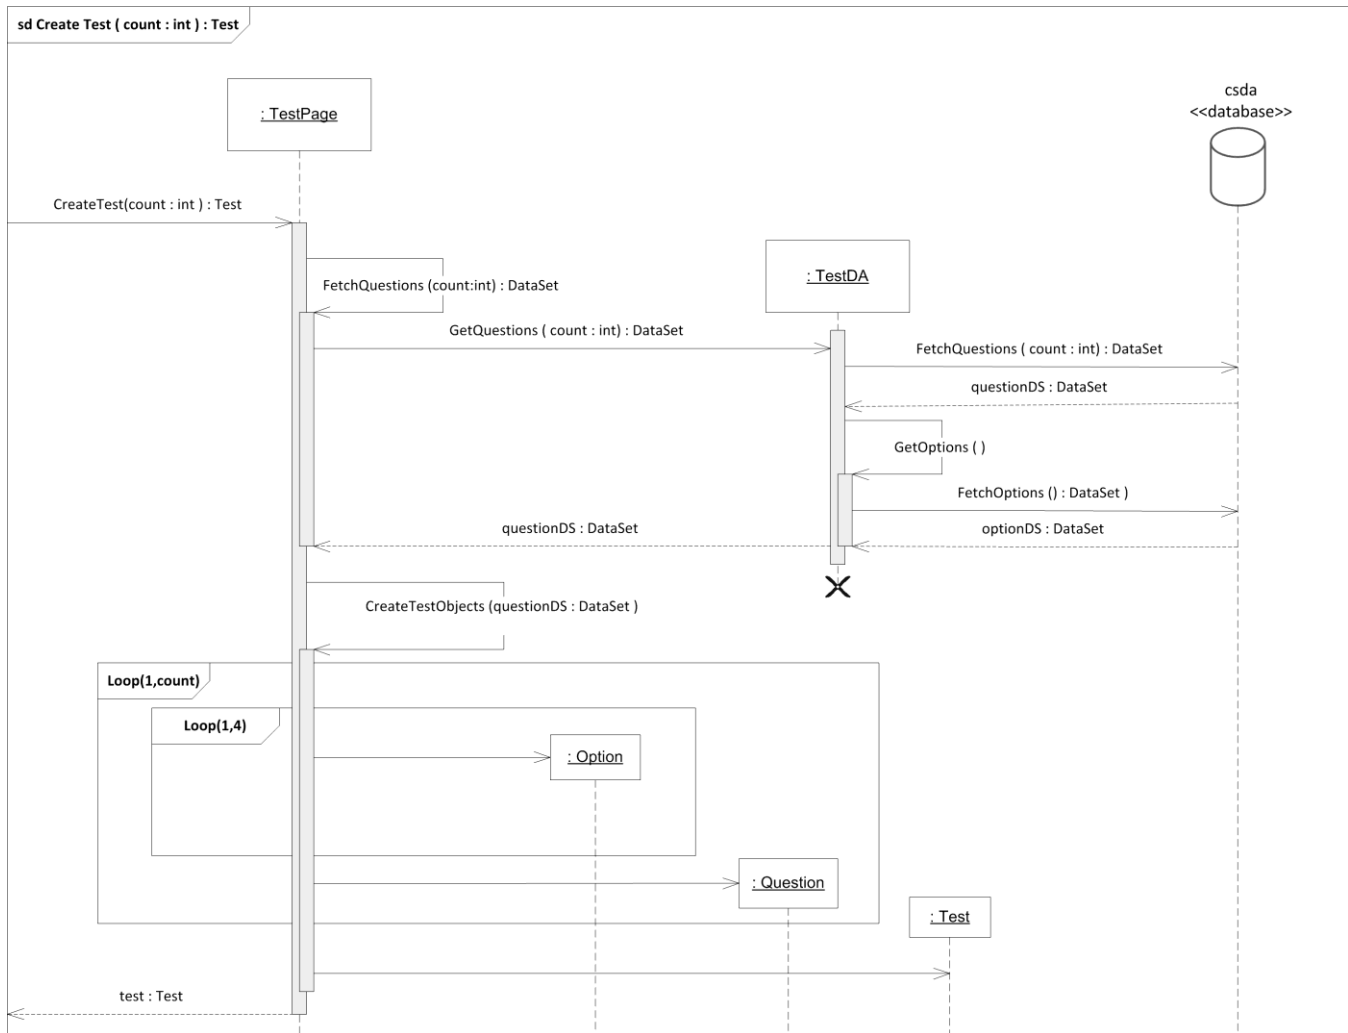 sd Create Test ( count : int ) : Test
: TestPage
csda
<<database>>
CreateTest(count : int ) : Test
: TestDA
FetchQuestions (count:int) : DataSet
GetQuestions ( count : int) : DataSet
FetchQuestions ( count : int) : DataSet
questionDS : DataSet
GetOptions ( )
FetchOptions () : DataSet )
questionDS : DataSet
optionDS : DataSet
CreateTestObjects (questionDS : DataSet )
Loop(1,count)
Loop(1,4)
: Option
: Question
: Test
test : Test